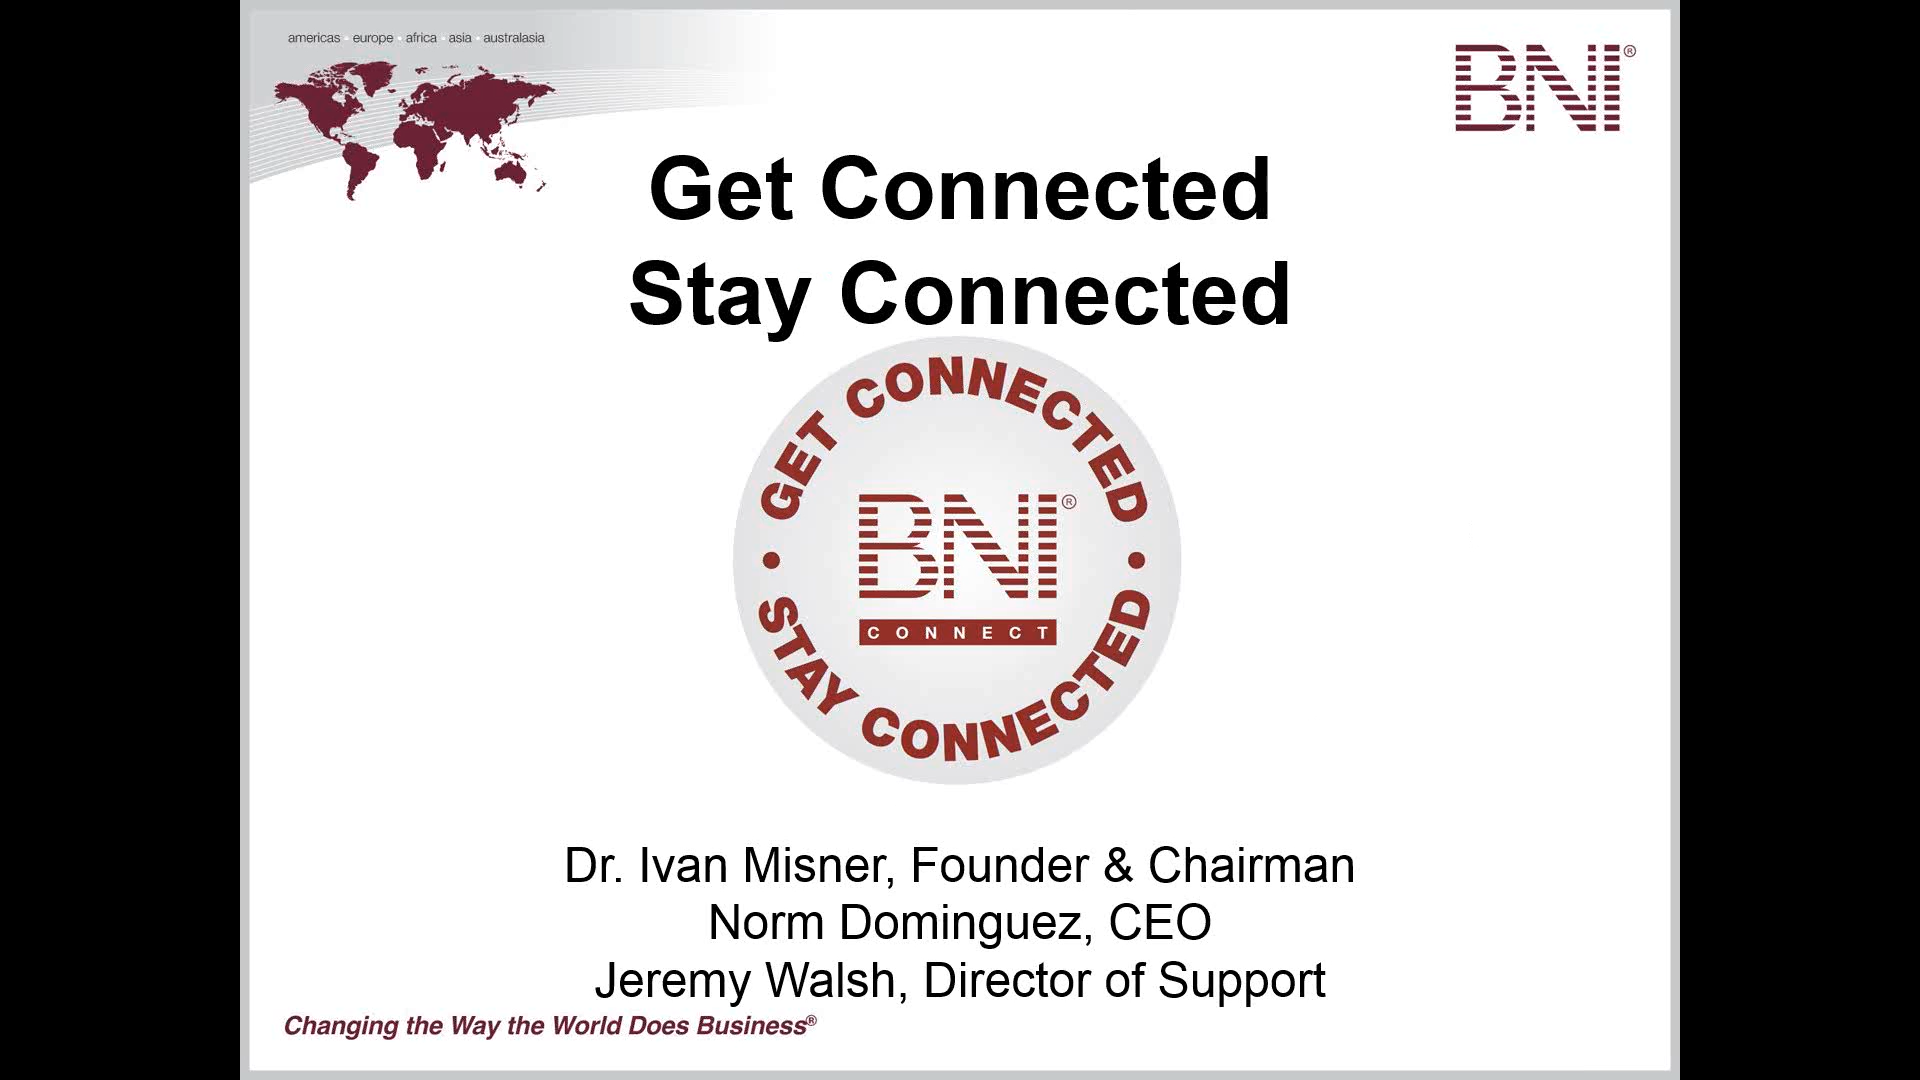 americas · europe · africa · asia · australasia
BNI®
Get Connected
Stay Connected
GET CONNECTED
BNI®
CONNECT
STAY CONNECTED
Dr. Ivan Misner, Founder & Chairman
Norm Dominguez, CEO
Jeremy Walsh, Director of Support
Changing the Way the World Does Business®